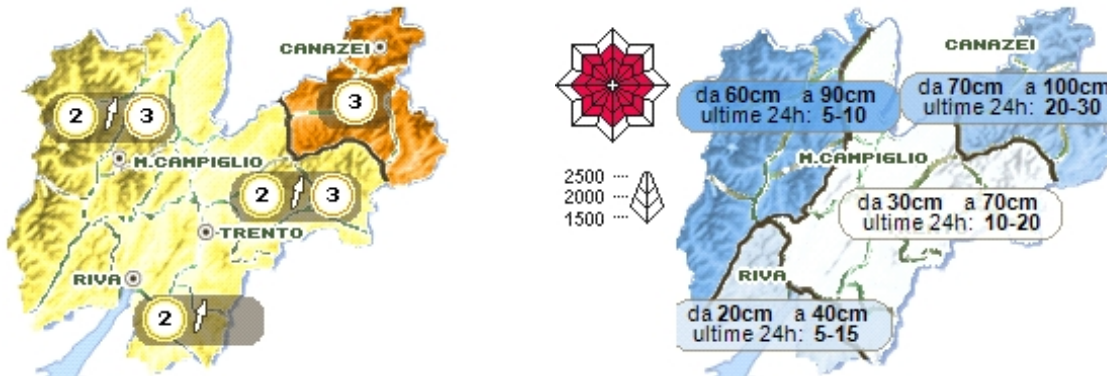 CANAZEI
3
2 3
M.CAMPIGLIO
2 3
TRENTO
RIVA
2
CANAZEI
da 60cm a 90cm
ultime 24h: 5-10
da 70cm a 100cm
ultime 24h: 20-30
M.CAMPIGLIO
2500
2000
1500
da 30cm a 70cm
ultime 24h: 10-20
RIVA
da 20cm a 40cm
ultime 24h: 5-15